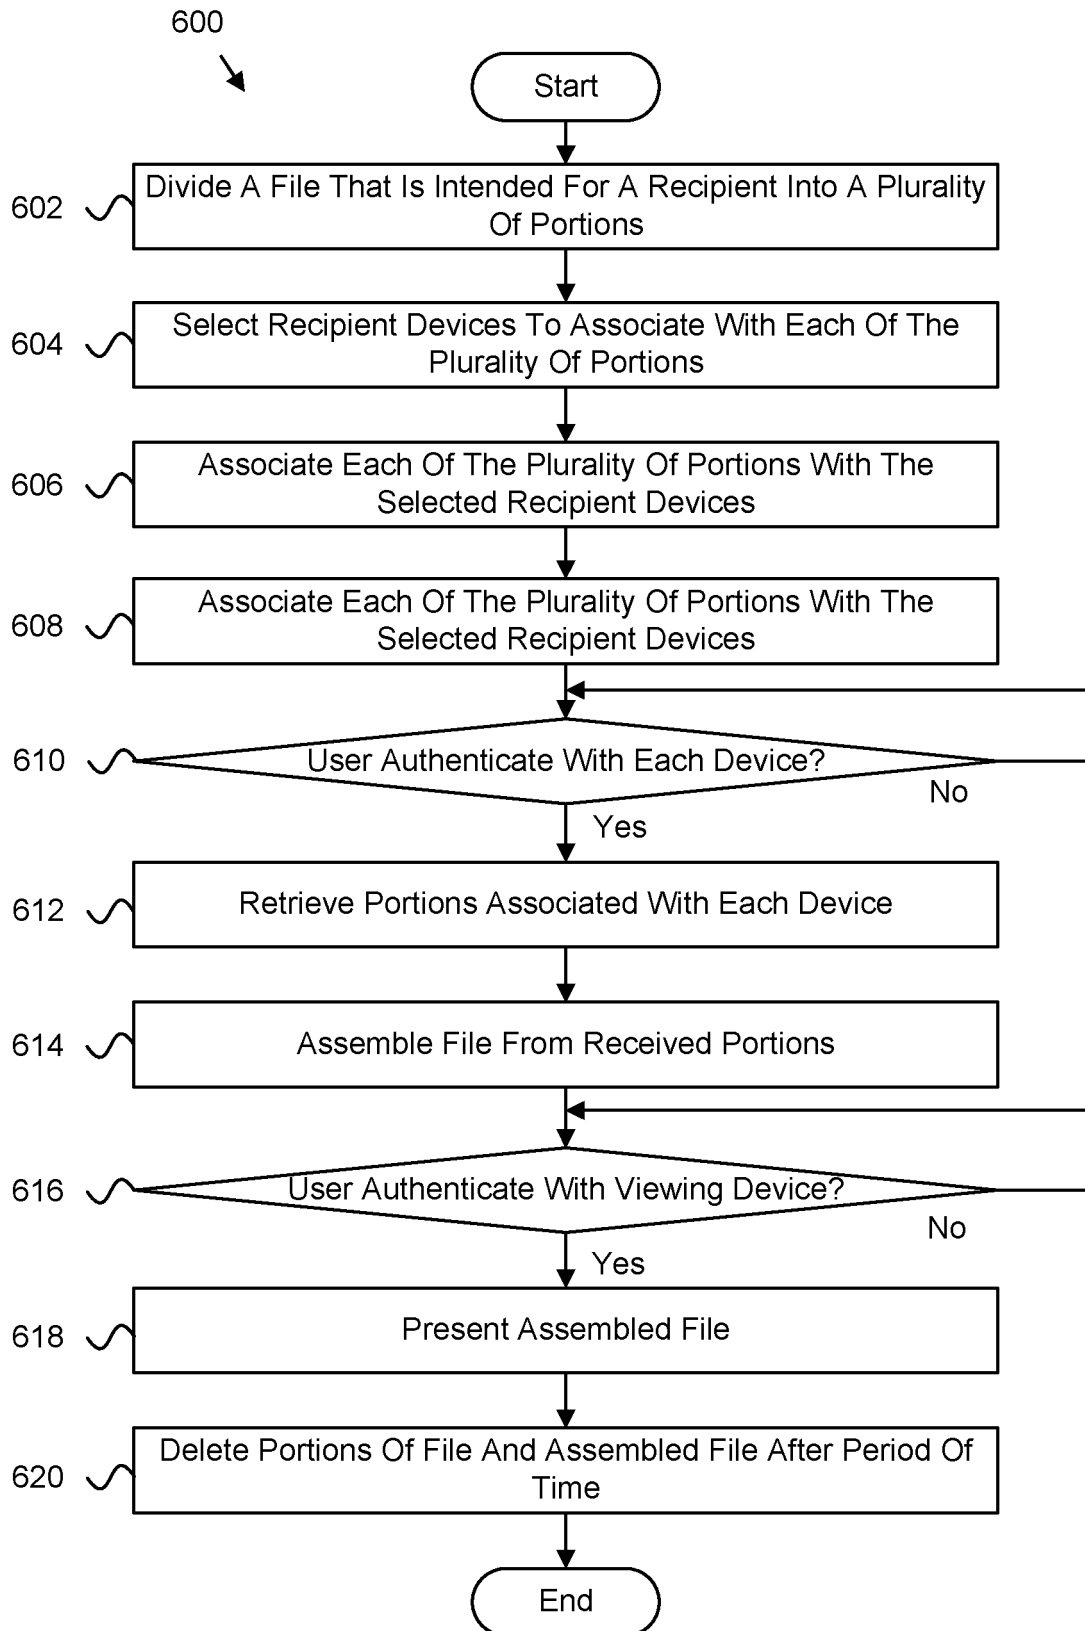 600
Start
602
Divide A File That Is Intended For A Recipient Into A Plurality
Of Portions
604
Select Recipient Devices To Associate With Each Of The
Plurality Of Portions
606
Associate Each Of The Plurality Of Portions With The
Selected Recipient Devices
608
Associate Each Of The Plurality Of Portions With The
Selected Recipient Devices
610
User Authenticate With Each Device?
No
Yes
612
Retrieve Portions Associated With Each Device
614
Assemble File From Received Portions
616
User Authenticate With Viewing Device?
No
Yes
618
Present Assembled File
620
Delete Portions Of File And Assembled File After Period Of
Time
End